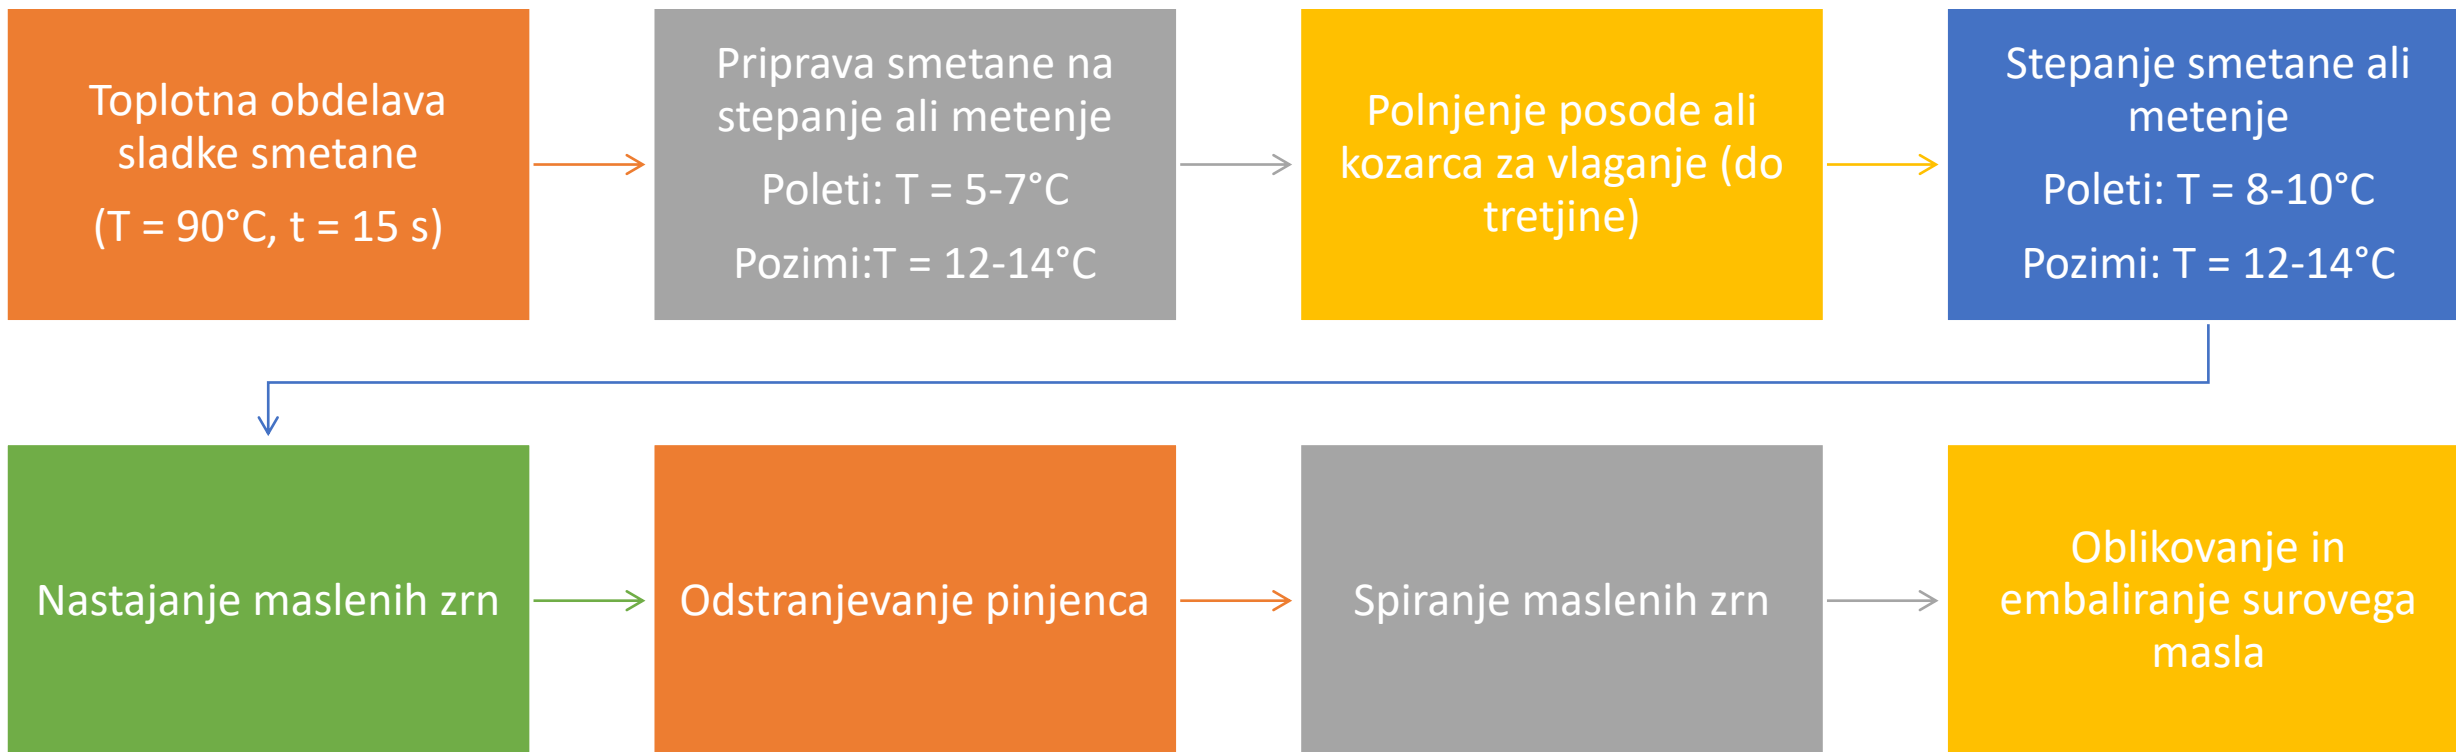 Toplotna obdelava
sladke smetane
(T = 90°C, t = 15 s)
Priprava smetane na
stepanje ali metenje
Poleti: T = 5-7°C
Pozimi:T = 12-14°C
Polnjenje posode ali
kozarca za vlaganje (do
tretjine)
Stepanje smetane ali
metenje
Poleti: T = 8-10°C
Pozimi: T = 12-14°C
Nastajanje maslenih zrn
Odstranjevanje pinjenca
Spiranje maslenih zrn
Oblikovanje in
embaliranje surovega
masla